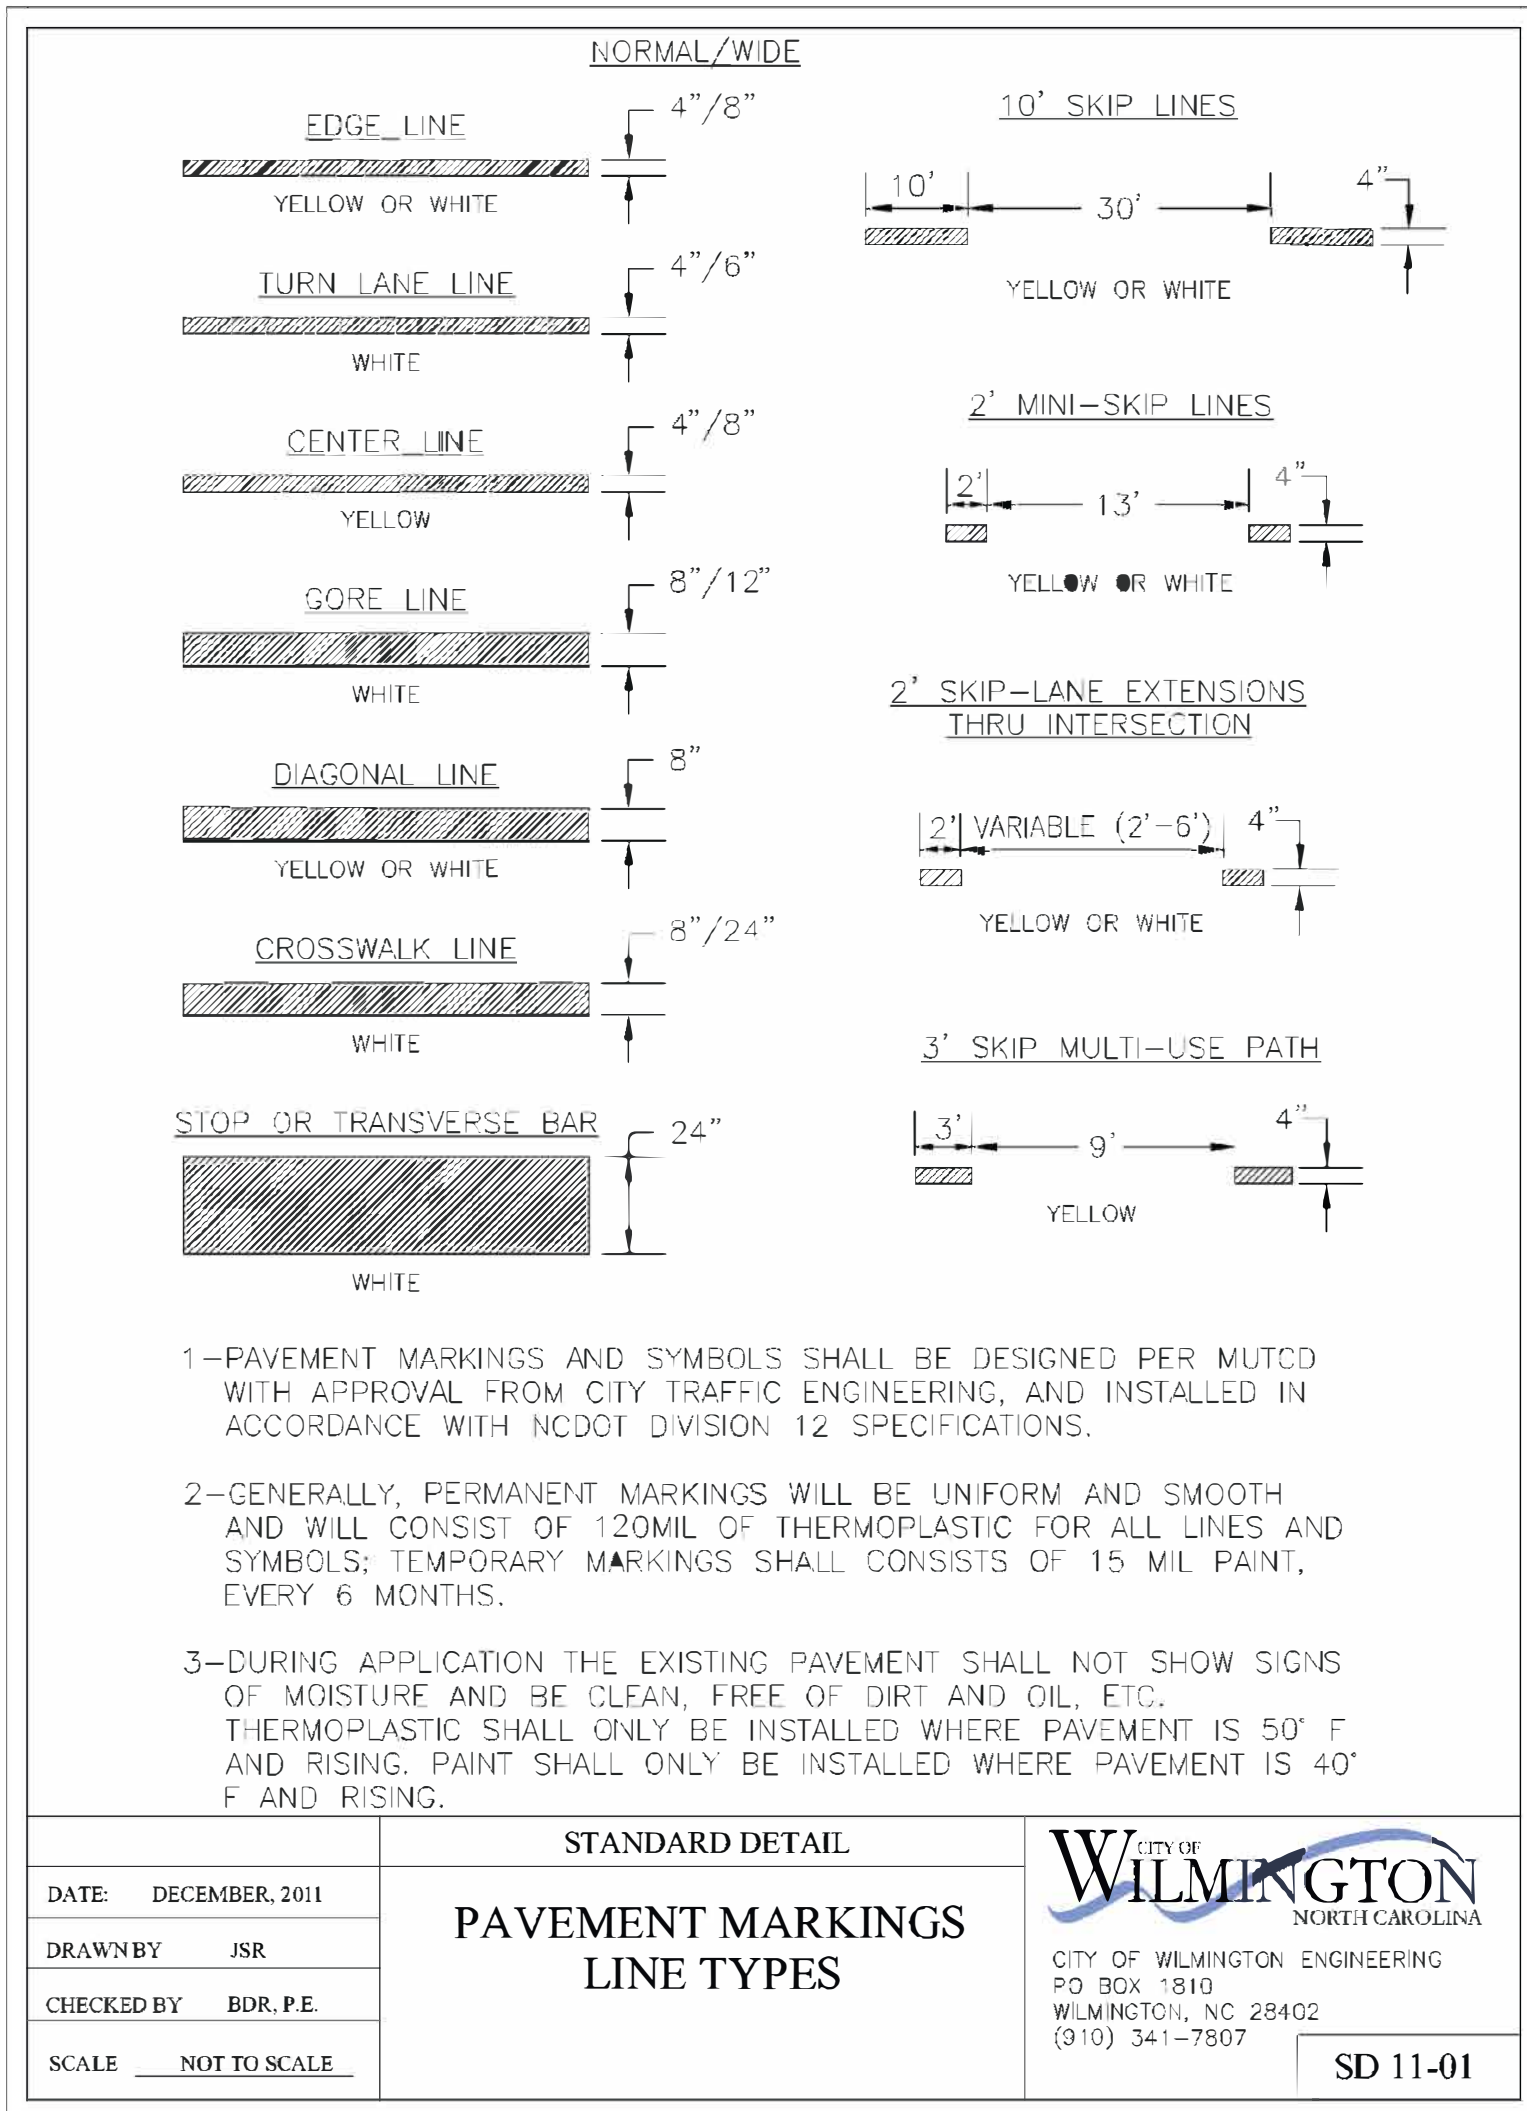 NORMAL/WIDE
EDGE LINE
4"/8"
YELLOW OR WHITE
TURN LANE LINE
4"/6"
WHITE
CENTER LINE
4"/8"
YELLOW
GORE LINE
8"/12"
WHITE
DIAGONAL LINE
8"
YELLOW OR WHITE
CROSSWALK LINE
8"/24"
WHITE
STOP OR TRANSVERSE BAR
24"
WHITE
10' SKIP LINES
10'
30'
4"
YELLOW OR WHITE
2' MINI-SKIP LINES
2'
13'
4"
YELLOW OR WHITE
2' SKIP-LANE EXTENSIONS
THRU INTERSECTION
2'
VARIABLE (2'-6')
4"
YELLOW OR WHITE
3' SKIP MULTI-USE PATH
3'
9'
4"
YELLOW
1-PAVEMENT MARKINGS AND SYMBOLS SHALL BE DESIGNED PER MUTCD
WITH APPROVAL FROM CITY TRAFFIC ENGINEERING, AND INSTALLED IN
ACCORDANCE WITH NCDOT DIVISION 12 SPECIFICATIONS.
2-GENERALLY, PERMANENT MARKINGS WILL BE UNIFORM AND SMOOTH
AND WILL CONSIST OF 120MIL OF THERMOPLASTIC FOR ALL LINES AND
SYMBOLS; TEMPORARY MARKINGS SHALL CONSISTS OF 15 MIL PAINT,
EVERY 6 MONTHS.
3-DURING APPLICATION THE EXISTING PAVEMENT SHALL NOT SHOW SIGNS
OF MOISTURE AND BE CLEAN, FREE OF DIRT AND OIL, ETC.
THERMOPLASTIC SHALL ONLY BE INSTALLED WHERE PAVEMENT IS 50° F
AND RISING. PAINT SHALL ONLY BE INSTALLED WHERE PAVEMENT IS 40°
F AND RISING.
DATE: DECEMBER, 2011
DRAWN BY JSR
CHECKED BY BDR, P.E.
SCALE NOT TO SCALE
STANDARD DETAIL
PAVEMENT MARKINGS
LINE TYPES
CITY OF
WILMINGTON
NORTH CAROLINA
CITY OF WILMINGTON ENGINEERING
PO BOX 1810
WILMINGTON, NC 28402
(910) 341-7807
SD 11-01